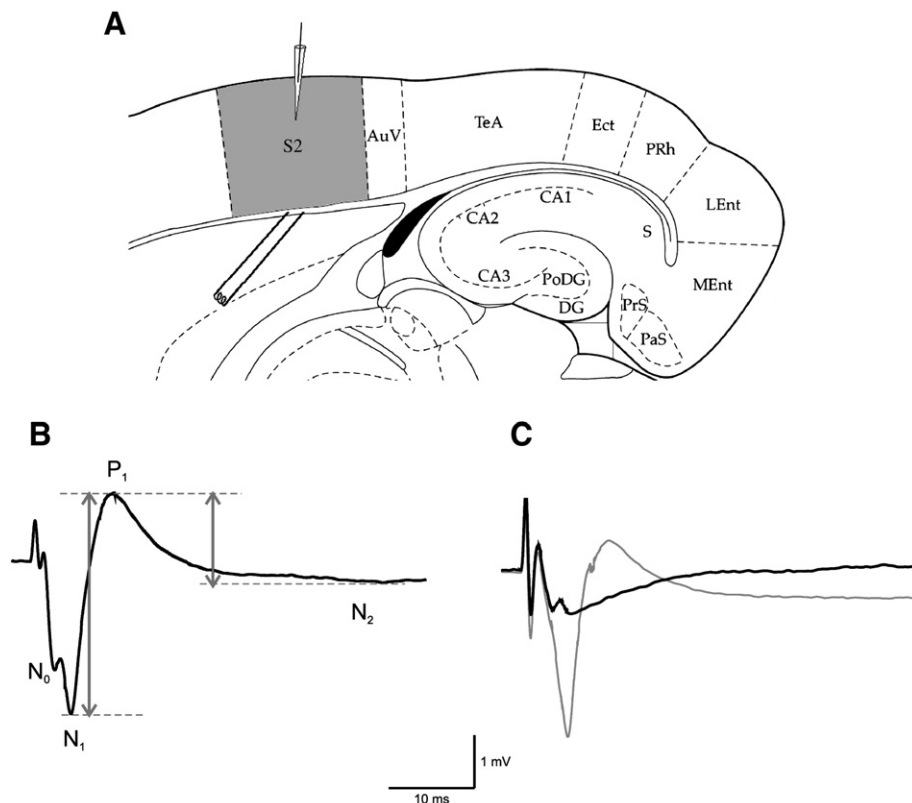 A
S2
AuV
TeA
Ect
PRh
LEnt
CA1
CA2
S
CA3
PoDG
DG
MEnt
PrS
PaS
B
C
P1
N0
N1
N2
1 mV
10 ms